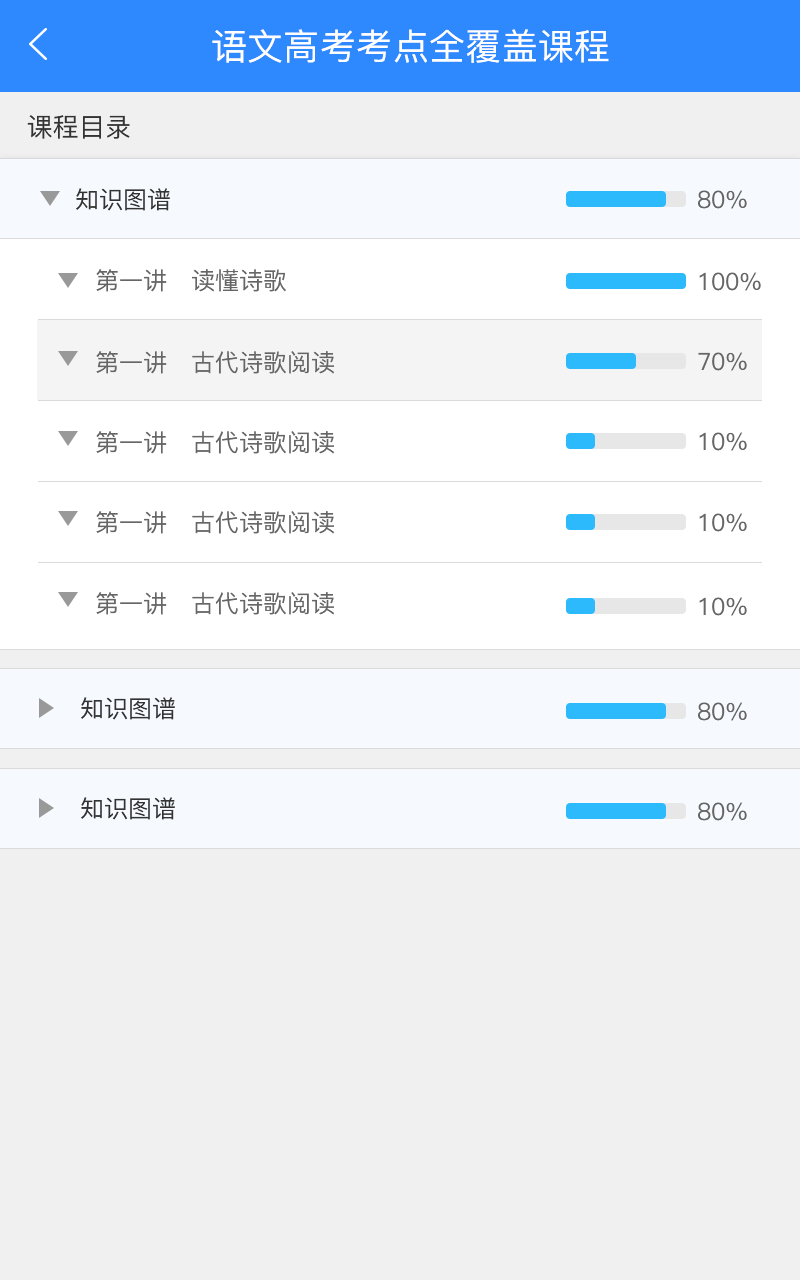 语文高考考点全覆盖课程
课程目录
知识图谱 80%
第一讲 读懂诗歌 100%
第一讲 古代诗歌阅读 70%
第一讲 古代诗歌阅读 10%
第一讲 古代诗歌阅读 10%
第一讲 古代诗歌阅读 10%
知识图谱 80%
知识图谱 80%